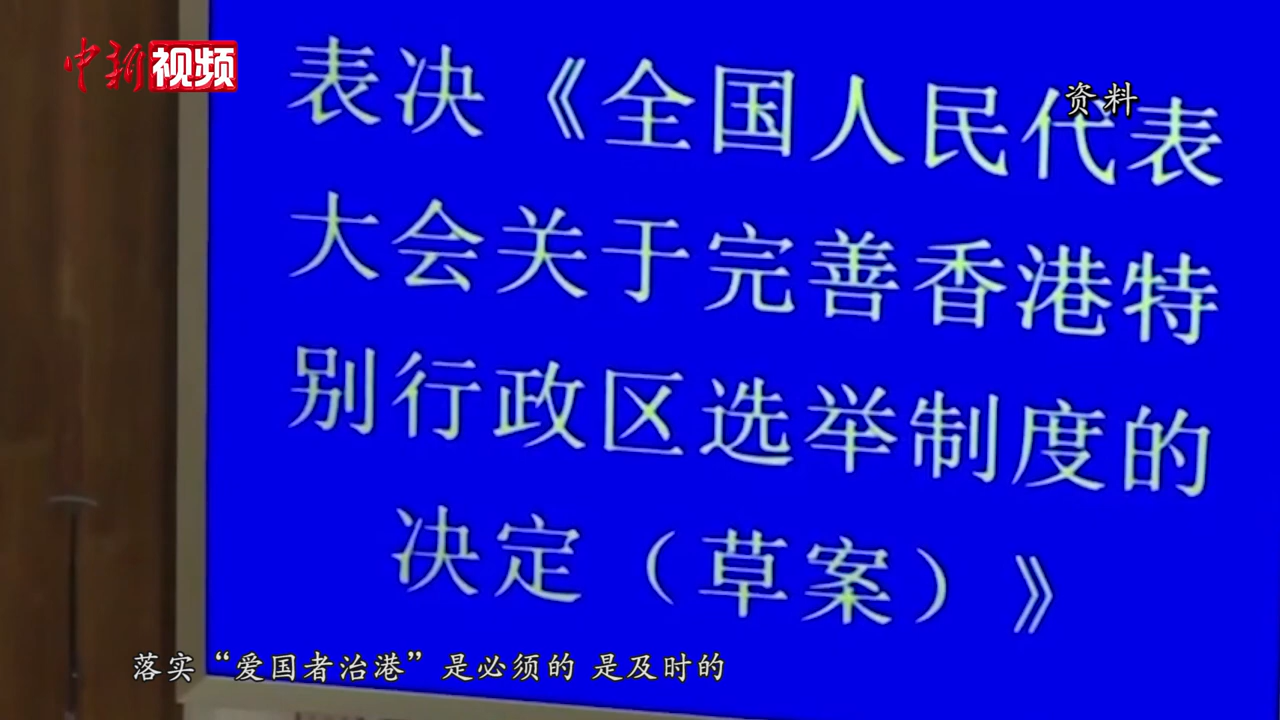 中新视频
资料
表决《全国人民代表
大会关于完善香港特
别行政区选举制度的
决定（草案）》
落实“爱国者治港”是必须的 是及时的